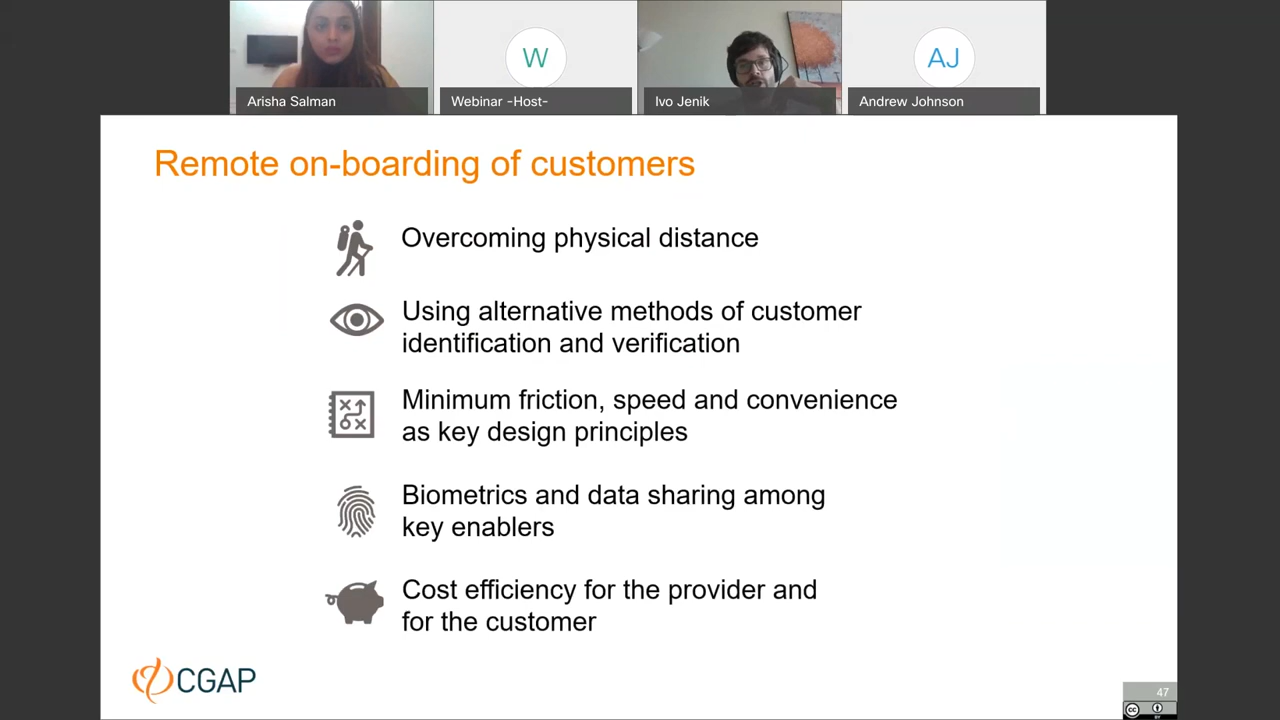 Arisha Salman
W
Webinar -Host-
Ivo Jenik
AJ
Andrew Johnson
Remote on-boarding of customers
Overcoming physical distance
Using alternative methods of customer
identification and verification
Minimum friction, speed and convenience
as key design principles
Biometrics and data sharing among
key enablers
Cost efficiency for the provider and
for the customer
CGAP
47
cc
BY